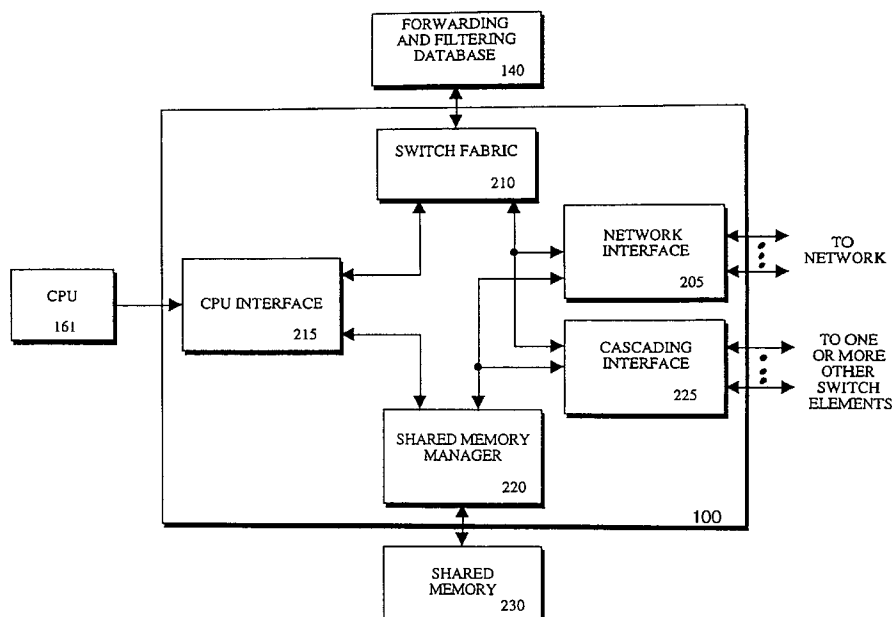 FORWARDING
AND FILTERING
DATABASE
140
SWITCH FABRIC
210
NETWORK
INTERFACE
205
TO
NETWORK
CPU
161
CPU INTERFACE
215
CASCADING
INTERFACE
225
TO ONE
OR MORE
OTHER
SWITCH
ELEMENTS
SHARED MEMORY
MANAGER
220
100
SHARED
MEMORY
230